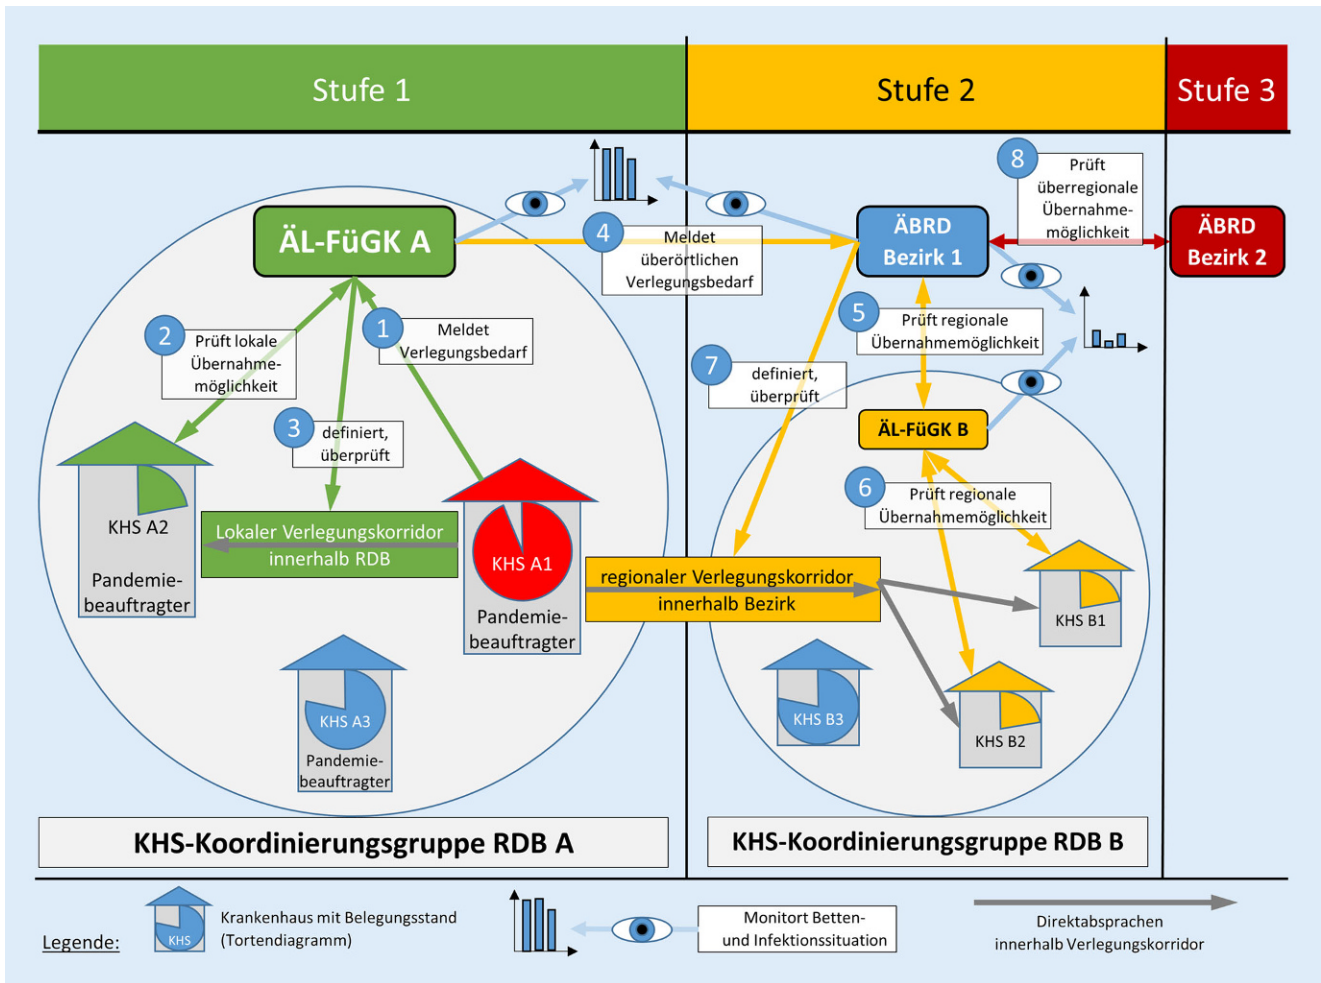 Stufe 1
Stufe 2
Stufe 3
ÄL-FüGK A
4
Meldet
überörtlichen
Verlegungsbedarf
ÄBRD
Bezirk 1
8
Prüft
überregionale
Übernahme-
möglichkeit
ÄBRD
Bezirk 2
2
Prüft lokale
Übernahme-
möglichkeit
1
Meldet
Verlegungsbedarf
3
definiert,
überprüft
5
Prüft regionale
Übernahmemöglichkeit
7
definiert,
überprüft
ÄL-FüGK B
6
Prüft regionale
Übernahmemöglichkeit
KHS A2
Pandemie-
beauftragter
Lokaler Verlegungskorridor
innerhalb RDB
KHS A1
Pandemie-
beauftragter
regionaler Verlegungskorridor
innerhalb Bezirk
KHS B1
KHS A3
Pandemie-
beauftragter
KHS B3
KHS B2
KHS-Koordinierungsgruppe RDB A
KHS-Koordinierungsgruppe RDB B
Legende:
KHS
Krankenhaus mit Belegungsstand
(Tortendiagramm)
Monitort Betten-
und Infektionssituation
Direktabsprachen
innerhalb Verlegungskorridor